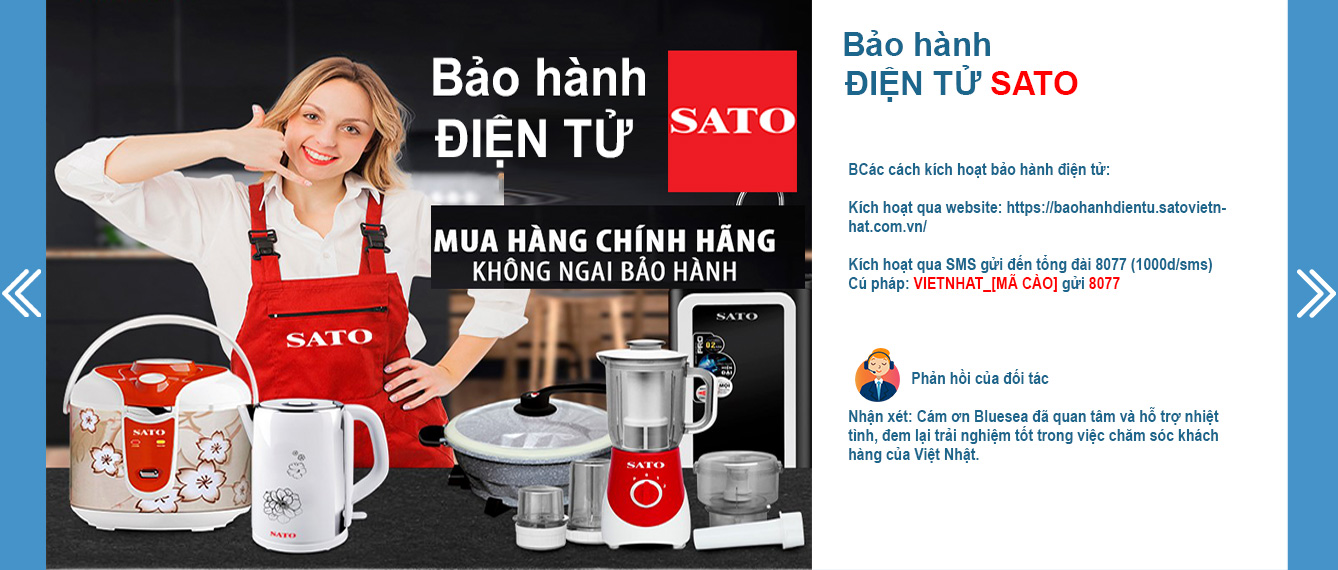 Bảo hành
ĐIỆN TỬ
SATO
MUA HÀNG CHÍNH HÃNG
KHÔNG NGẠI BẢO HÀNH
SATO
SATO
PRO
SATO
SATO
SATO
Bảo hành
ĐIỆN TỬ SATO
BCác cách kích hoạt bảo hành điện tử:
Kích hoạt qua website: https://baohanhdientu.satovietn-
hat.com.vn/
Kích hoạt qua SMS gửi đến tổng đài 8077 (1000đ/sms)
Cú pháp: VIETNHAT_[MÃ CÀO] gửi 8077
Phản hồi của đối tác
Nhận xét: Cám ơn Bluesea đã quan tâm và hỗ trợ nhiệt
tình, đem lại trải nghiệm tốt trong việc chăm sóc khách
hàng của Việt Nhật.